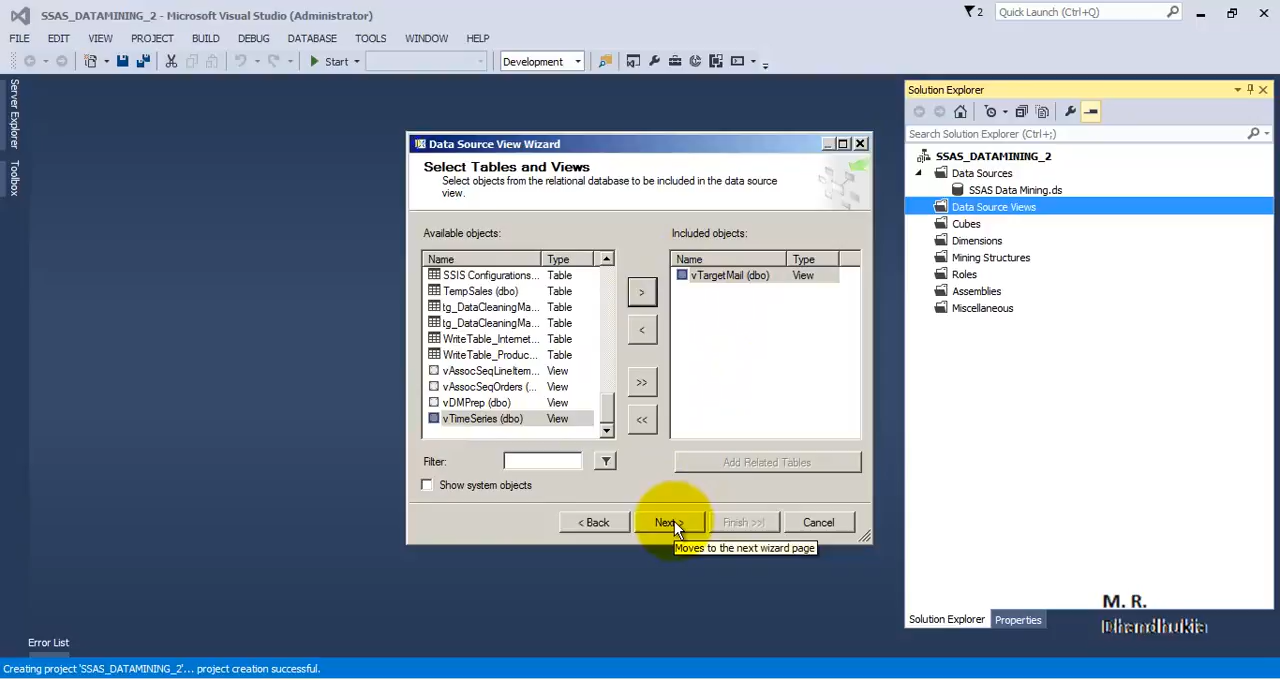 SSAS_DATAMINING_2 - Microsoft Visual Studio (Administrator)
2
Quick Launch (Ctrl+Q)
FILE EDIT VIEW PROJECT BUILD DEBUG DATABASE TOOLS WINDOW HELP
Start
Development
Server Explorer
Toolbox
Data Source View Wizard
Select Tables and Views
Select objects from the relational database to be included in the data source
view.
Available objects:
Name Type
SSIS Configurations... Table
TempSales (dbo) Table
tg_DataCleaningMa... Table
tg_DataCleaningMa... Table
WriteTable_Internet... Table
WriteTable_Produc... Table
vAssocSeqLineItem... View
vAssocSeqOrders (... View
vDMPrep (dbo) View
vTimeSeries (dbo) View
Included objects:
Name Type
vTargetMail (dbo) View
>
<
>>
<<
Filter:
Add Related Tables
Show system objects
< Back
Next >
Finish >>|
Cancel
Moves to the next wizard page
Solution Explorer
Search Solution Explorer (Ctrl+;)
SSAS_DATAMINING_2
Data Sources
SSAS Data Mining.ds
Data Source Views
Cubes
Dimensions
Mining Structures
Roles
Assemblies
Miscellaneous
M. R.
Dhandhukia
Solution Explorer Properties
Error List
Creating project 'SSAS_DATAMINING_2'... project creation successful.